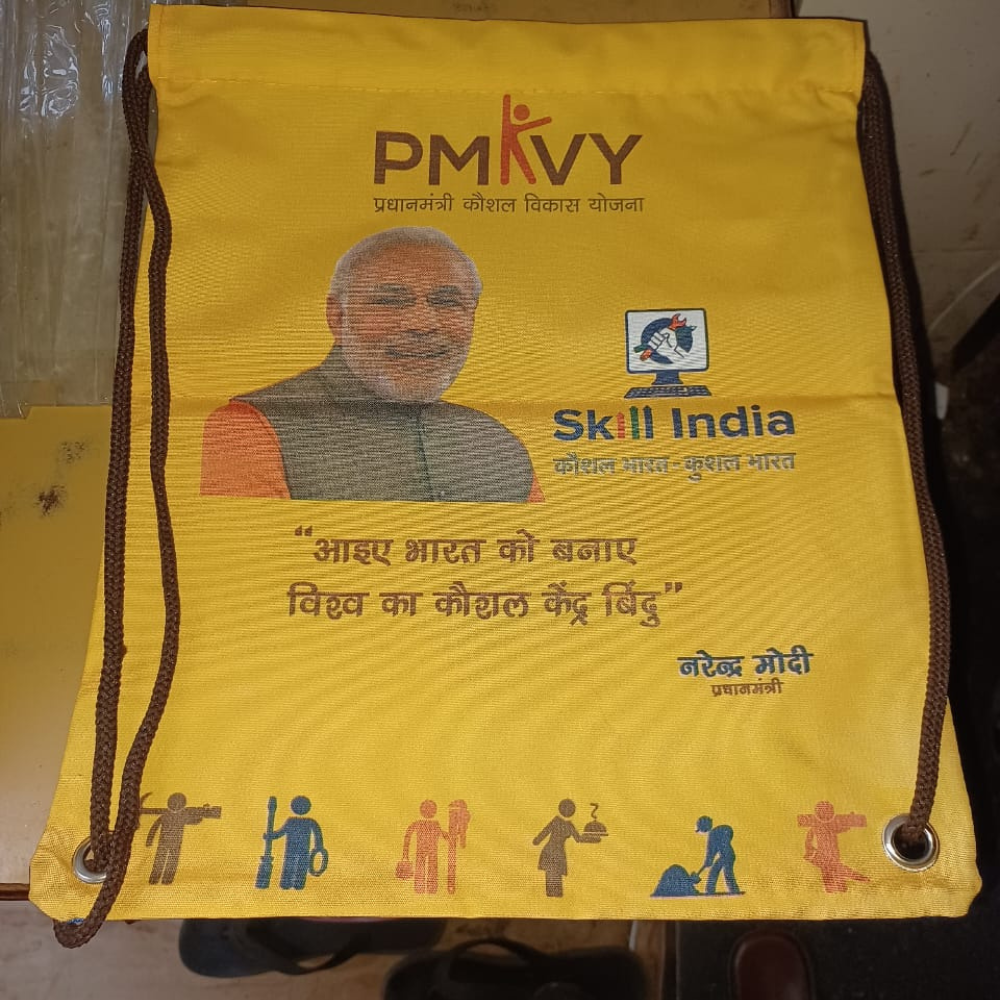 PMKVY
प्रधानमंत्री कौशल विकास योजना
Skill India
कौशल भारत - कुशल भारत
“आइए भारत को बनाए
विश्व का कौशल केंद्र बिंदु”
नरेन्द्र मोदी
प्रधानमंत्री